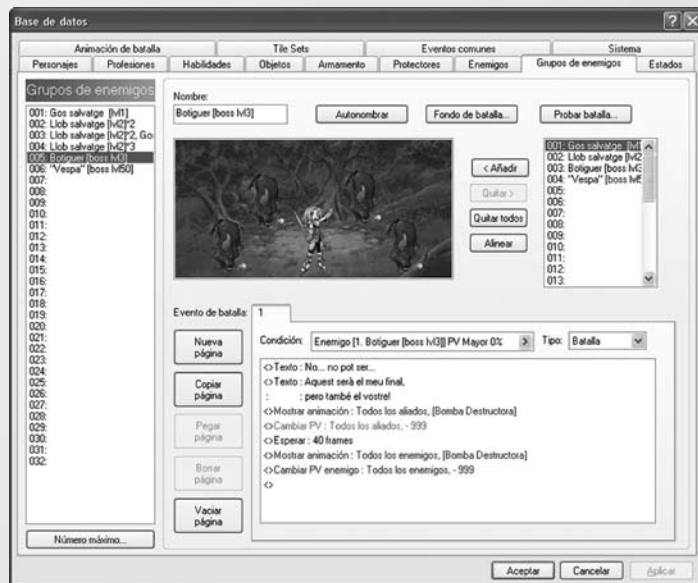 Base de datos
Animación de batalla Tile Sets Eventos comunes Sistema
Personajes Profesiones Habilidades Objetos Armamento Protectores Enemigos Grupos de enemigos Estados
Grupos de enemigos
001: Gos salvatge [lvl1]
002: Llob salvatge [lvl2]*2
003: Llob salvatge [lvl2]*2, Go
004: Llob salvatge [lvl2]*3
005: Botiguer [boss lvl3]
006: "Vespa" [boss lvl50]
007:
008:
009:
010:
011:
012:
013:
014:
015:
016:
017:
018:
019:
020:
021:
022:
023:
024:
025:
026:
027:
028:
029:
030:
031:
032:
Número máximo...
Nombre:
Botiguer [boss lvl3]
Autonombrar
Fondo de batalla...
Probar batalla...
< Añadir
Quitar >
Quitar todos
Alinear
001: Gos salvatge [lvl1
002: Llob salvatge [lvl2
003: Botiguer [boss lvl3
004: "Vespa" [boss lvl5
005:
006:
007:
008:
009:
010:
011:
012:
013:
Evento de batalla:
1
Nueva página
Copiar página
Pegar página
Borrar página
Vaciar página
Condición: Enemigo [1. Botiguer [boss lvl3]] PV Mayor 0% > Tipo: Batalla
<>Texto : No... no pot ser...
<>Texto : Aquest serà el meu final,
: : però també el vostre!
<>Mostrar animación : Todos los aliados, [Bomba Destructora]
<>Cambiar PV : Todos los aliados, - 999
<>Esperar : 40 frames
<>Mostrar animación : Todos los enemigos, [Bomba Destructora]
<>Cambiar PV enemigo : Todos los enemigos, - 999
<>
Aceptar Cancelar Aplicar